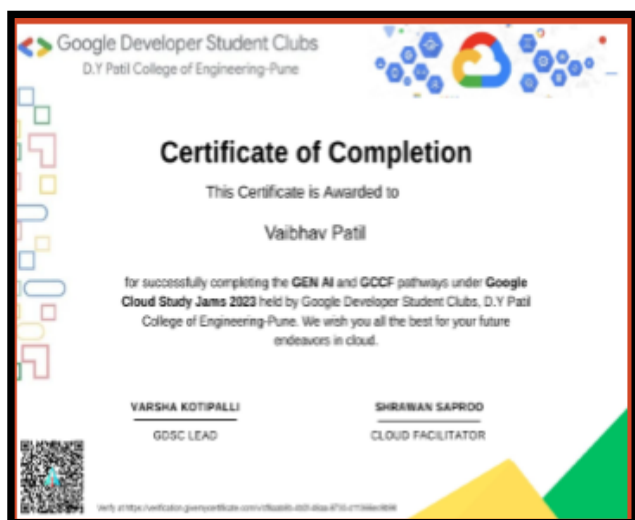 Google Developer Student Clubs
D.Y Patil College of Engineering-Pune
Certificate of Completion
This Certificate is Awarded to
Vaibhav Patil
for successfully completing the GEN AI and GCCF pathways under Google
Cloud Study Jams 2023 held by Google Developer Student Clubs, D.Y Patil
College of Engineering-Pune. We wish you all the best for your future
endeavors in cloud.
VARSHA KOTIPALLI
SHRAWAN SAPROO
GDSC LEAD
CLOUD FACILITATOR
Verify at